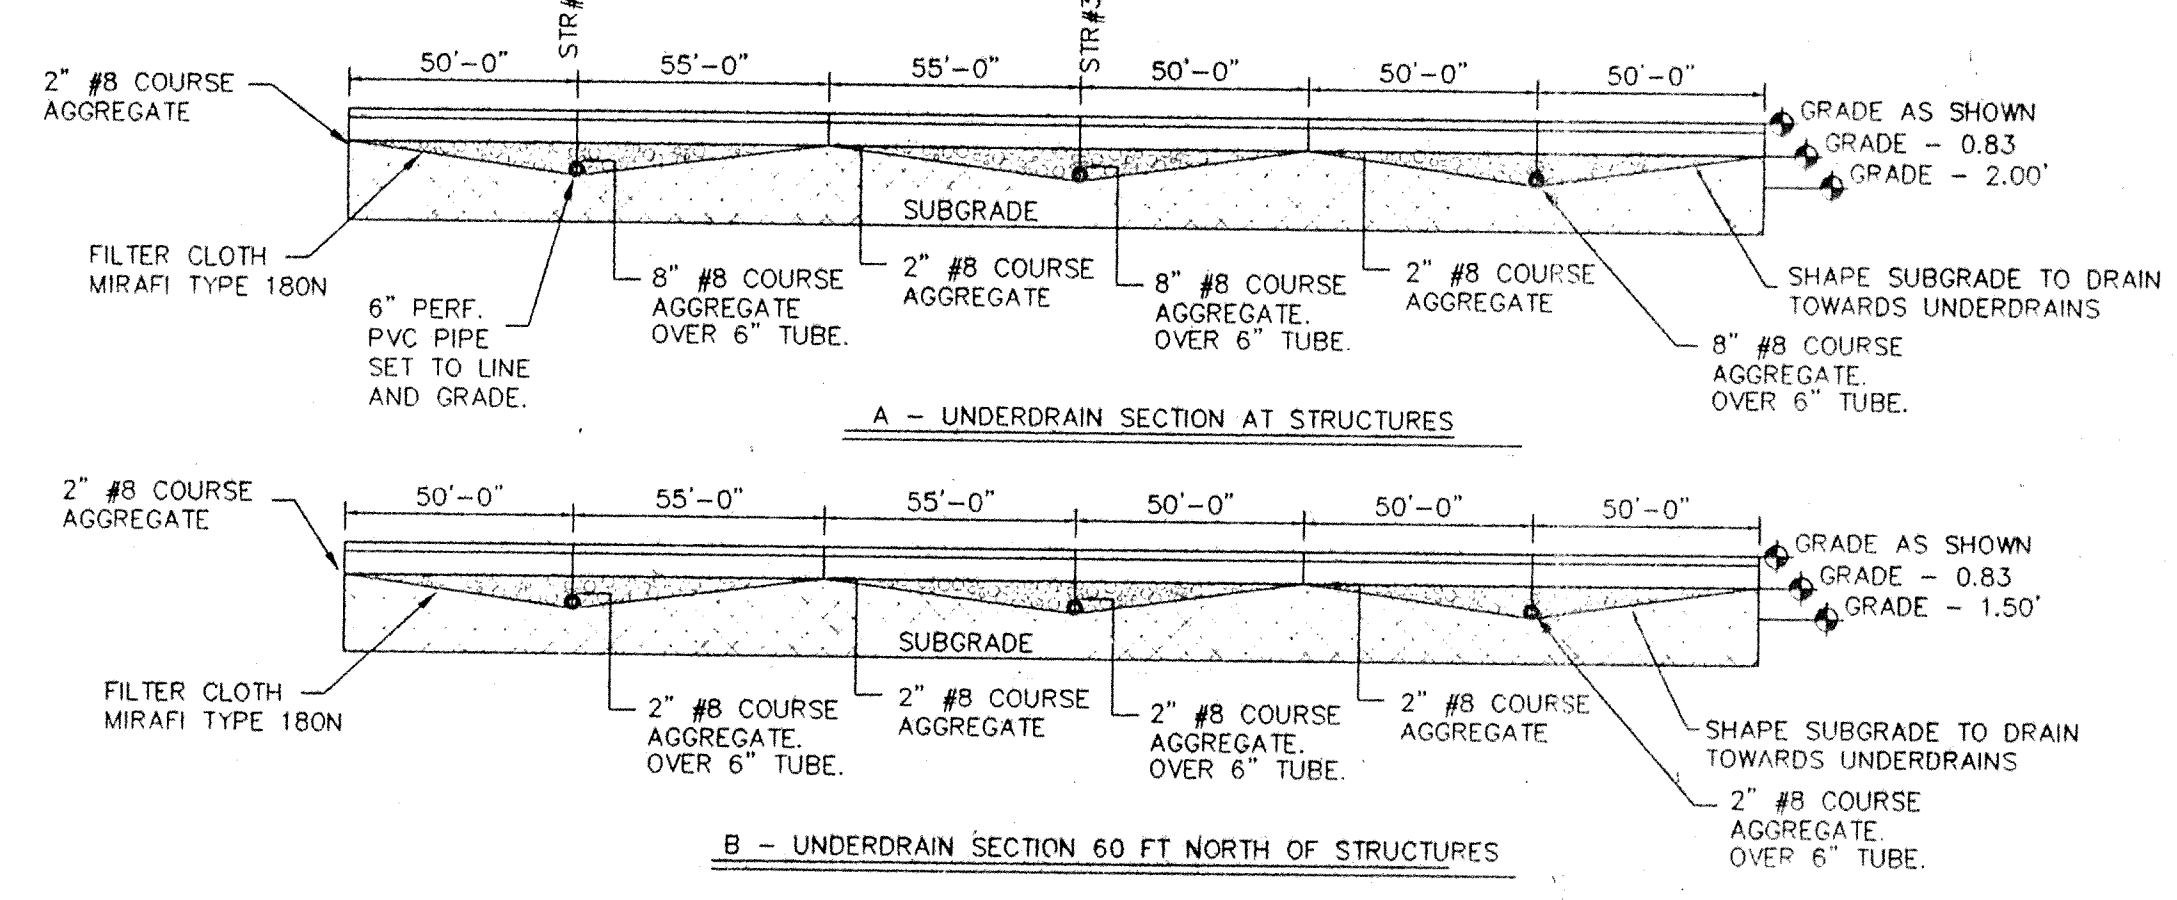 STR#
STR#3
50'-0"
55'-0"
55'-0"
50'-0"
50'-0"
50'-0"
2" #8 COURSE
AGGREGATE
GRADE AS SHOWN
GRADE - 0.83
GRADE - 2.00'
SUBGRADE
FILTER CLOTH
MIRAFI TYPE 180N
6" PERF.
PVC PIPE
SET TO LINE
AND GRADE.
8" #8 COURSE
AGGREGATE
OVER 6" TUBE.
2" #8 COURSE
AGGREGATE
8" #8 COURSE
AGGREGATE.
OVER 6" TUBE.
2" #8 COURSE
AGGREGATE
SHAPE SUBGRADE TO DRAIN
TOWARDS UNDERDRAINS
8" #8 COURSE
AGGREGATE.
OVER 6" TUBE.
A - UNDERDRAIN SECTION AT STRUCTURES
2" #8 COURSE
AGGREGATE
50'-0"
55'-0"
55'-0"
50'-0"
50'-0"
50'-0"
GRADE AS SHOWN
GRADE - 0.83
GRADE - 1.50'
SUBGRADE
FILTER CLOTH
MIRAFI TYPE 180N
2" #8 COURSE
AGGREGATE.
OVER 6" TUBE.
2" #8 COURSE
AGGREGATE
2" #8 COURSE
AGGREGATE.
OVER 6" TUBE.
2" #8 COURSE
AGGREGATE
SHAPE SUBGRADE TO DRAIN
TOWARDS UNDERDRAINS
2" #8 COURSE
AGGREGATE.
OVER 6" TUBE.
B - UNDERDRAIN SECTION 60 FT NORTH OF STRUCTURES